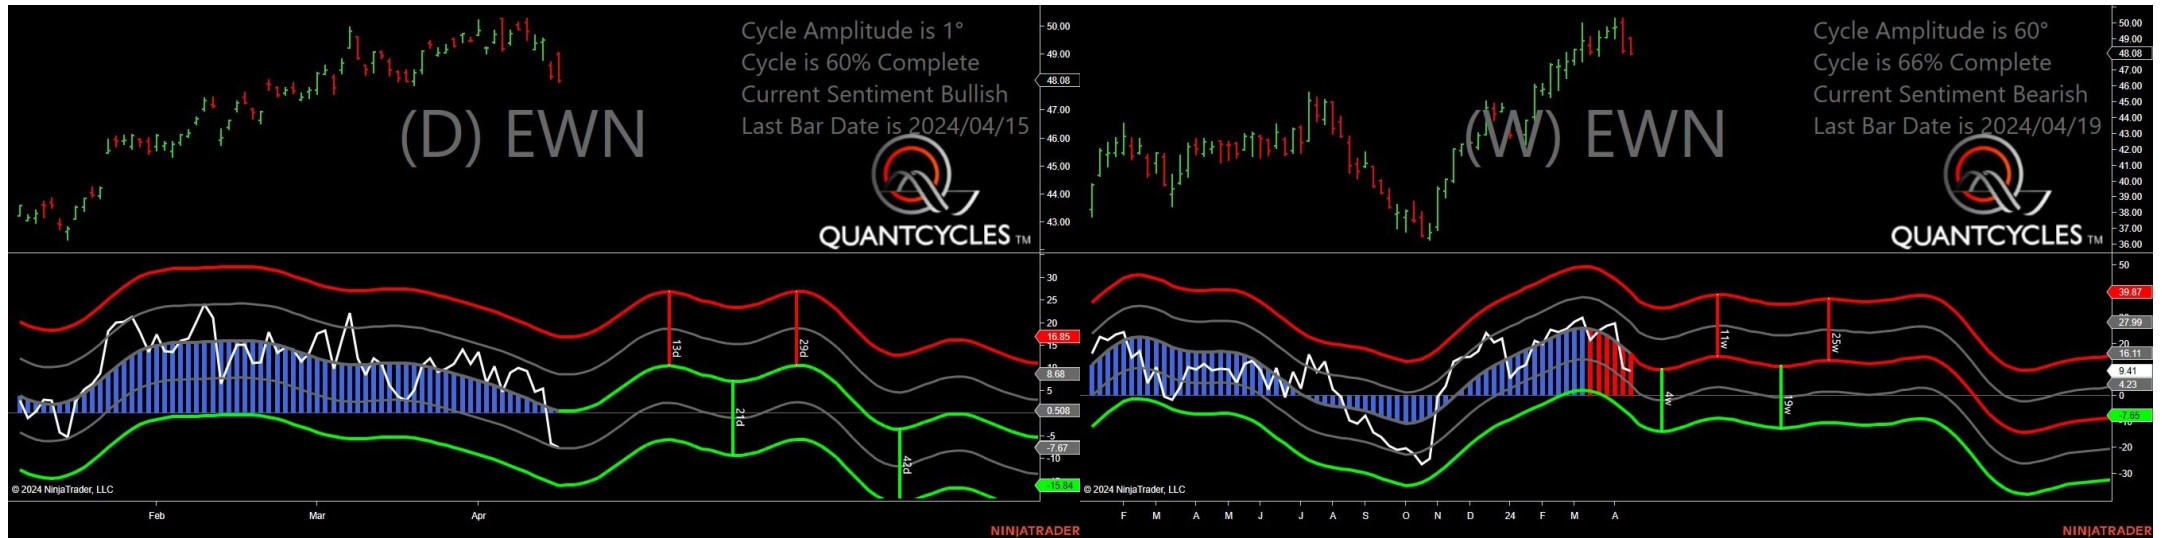 Cycle Amplitude is 1°
Cycle is 60% Complete
Current Sentiment Bullish
Last Bar Date is 2024/04/15
(D) EWN
QUANTCYCLES TM
50.00
49.00
48.08
47.00
46.00
45.00
44.00
43.00
30
25
20
16.85
15
8.68
5
0.508
-5
-7.67
-10
-15.84
13d
29d
21d
42d
© 2024 NinjaTrader, LLC
Feb Mar Apr
NINJATRADER
Cycle Amplitude is 60°
Cycle is 66% Complete
Current Sentiment Bearish
Last Bar Date is 2024/04/19
(W) EWN
QUANTCYCLES TM
50.00
49.00
48.08
47.00
46.00
45.00
44.00
43.00
42.00
41.00
40.00
39.00
38.00
37.00
36.00
50
39.87
27.99
20
16.11
9.41
4.23
0
-7.65
-20
-30
11w
25w
4w
19w
© 2024 NinjaTrader, LLC
F M A M J J A S O N D 24 F M A
NINJATRADER